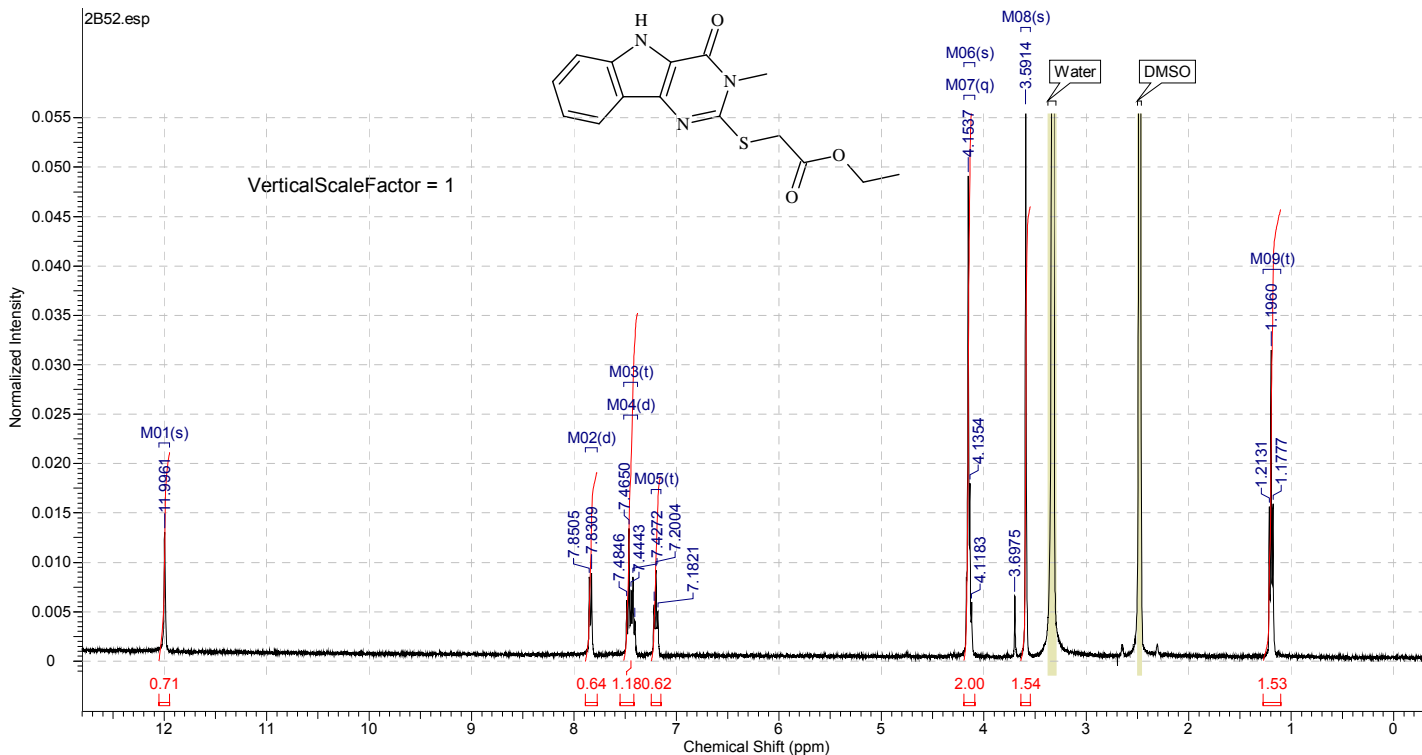 2B52.esp
H
N
O
N
N
S
O
O
VerticalScaleFactor = 1
M08(s)
3.5914
M06(s)
M07(q)
4.1537
Water
DMSO
0.055
0.050
0.045
0.040
0.035
0.030
0.025
0.020
0.015
0.010
0.005
0
Normalized Intensity
M01(s)
11.9961
M02(d)
7.8505
7.8309
M03(t)
M04(d)
7.4846
7.4650
7.4443
7.4272
M05(t)
7.2004
7.1821
4.1354
4.1183
3.6975
M09(t)
1.2131
1.1960
1.1777
0.71 0.64 1.18 0.62 2.00 1.54 1.53
12 11 10 9 8 7 6 5 4 3 2 1 0
Chemical Shift (ppm)